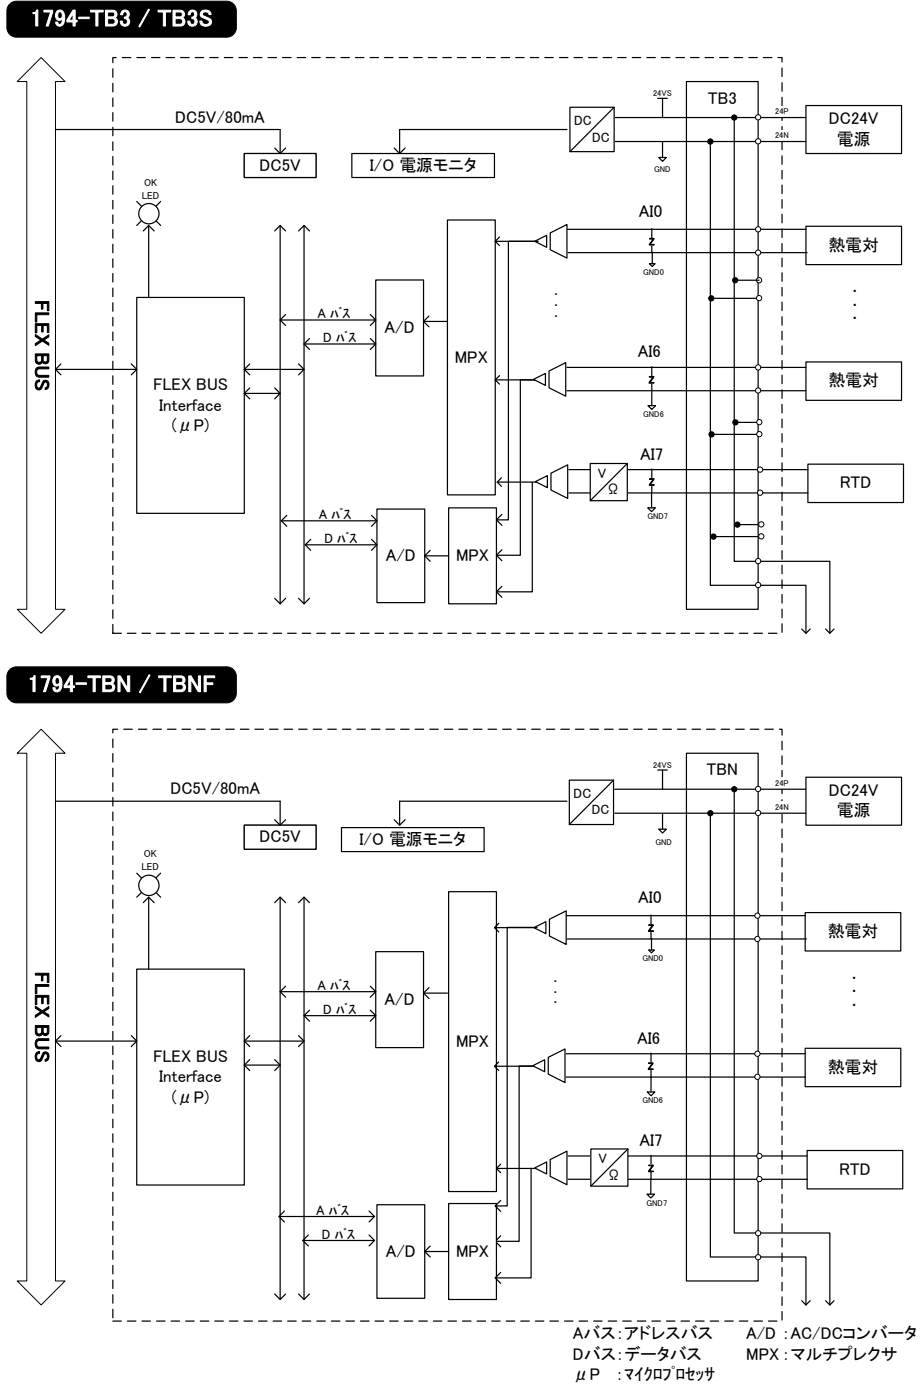 1794-TB3 / TB3S
FLEX BUS
DC5V/80mA
DC5V
I/O 電源モニタ
DC
DC
24VS
GND
TB3
24P
24N
DC24V
電源
OK
LED
FLEX BUS
Interface
(μP)
A バス
D バス
A/D
MPX
AI0
GND0
熱電対
AI6
GND6
熱電対
AI7
V
Ω
GND7
RTD
A バス
D バス
A/D
MPX
1794-TBN / TBNF
FLEX BUS
DC5V/80mA
DC5V
I/O 電源モニタ
DC
DC
24VS
GND
TBN
24P
24N
DC24V
電源
OK
LED
FLEX BUS
Interface
(μP)
A バス
D バス
A/D
MPX
AI0
GND0
熱電対
AI6
GND6
熱電対
AI7
V
Ω
GND7
RTD
A バス
D バス
A/D
MPX
Aバス:アドレスバス A/D :AC/DCコンバータ
Dバス:データバス MPX:マルチプレクサ
μP :マイクロプロセッサ